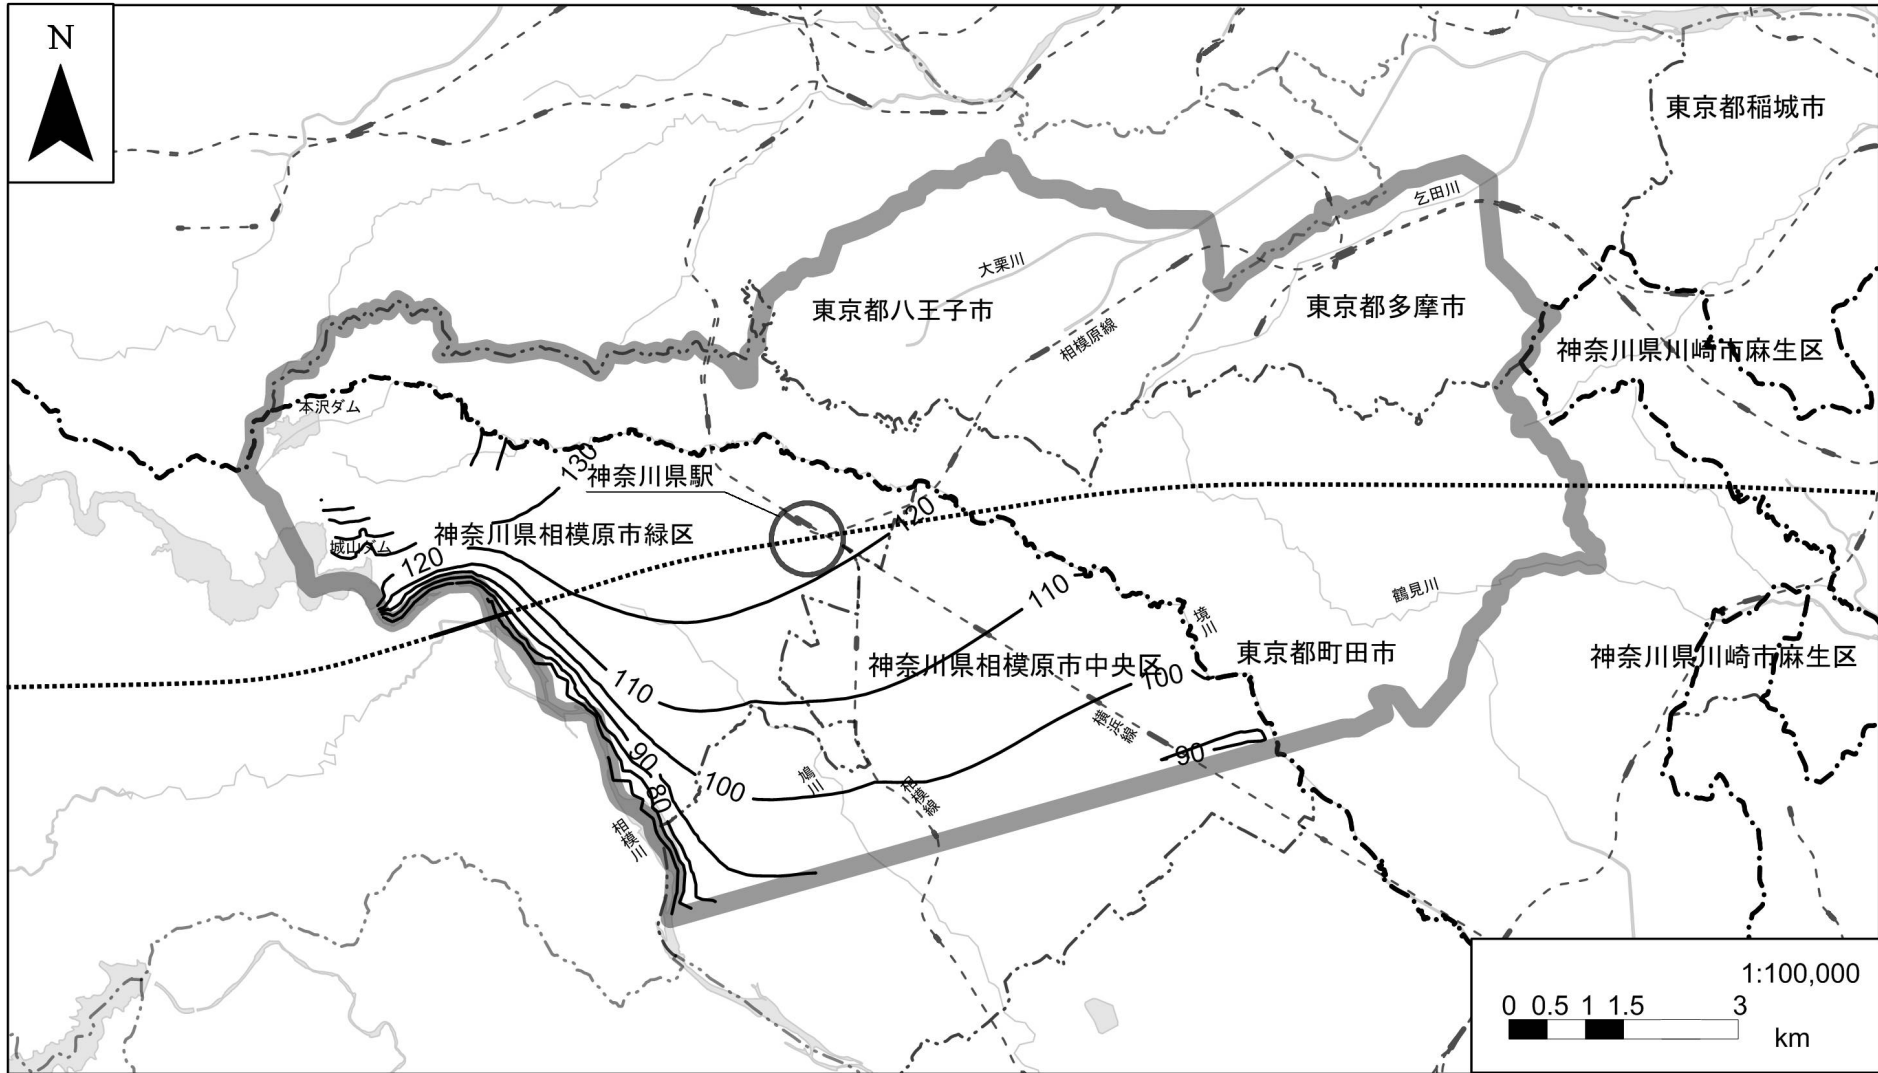 N
東京都稲城市
乞田川
大栗川
東京都八王子市
東京都多摩市
相模原線
神奈川県川崎市麻生区
本沢ダム
130
神奈川県駅
120
神奈川県相模原市緑区
城山ダム
120
110
鶴見川
境川
東京都町田市
神奈川県相模原市中央区
神奈川県川崎市麻生区
110
100
横浜線
90
90
100
鳩川
相模線
80
相模川
1:100,000
0 0.5 1 1.5 3
km